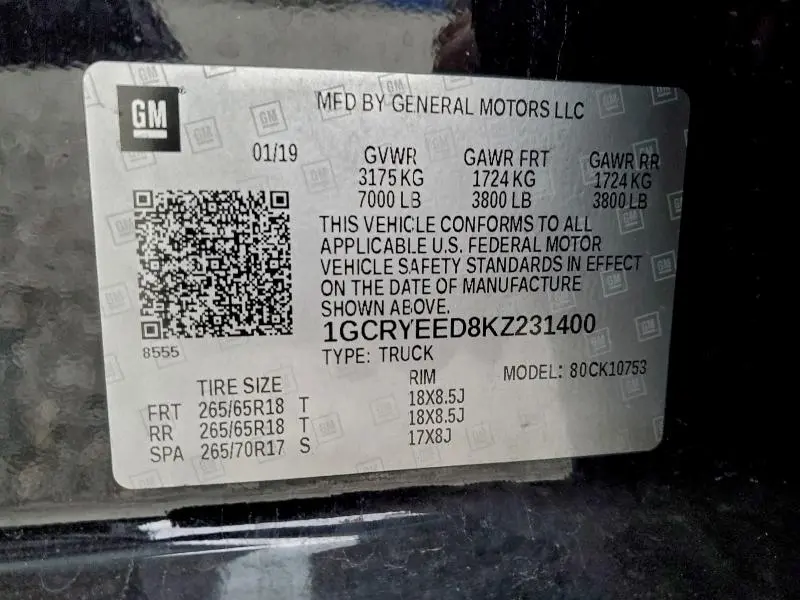 GM
MFD BY GENERAL MOTORS LLC
01/19
GVWR GAWR FRT GAWR RR
3175 KG 1724 KG 1724 KG
7000 LB 3800 LB 3800 LB
THIS VEHICLE CONFORMS TO ALL
APPLICABLE U.S. FEDERAL MOTOR
VEHICLE SAFETY STANDARDS IN EFFECT
ON THE DATE OF MANUFACTURE
SHOWN ABOVE.
1GCRYEED8KZ231400
8555
TYPE: TRUCK
MODEL: 80CK10753
TIRE SIZE RIM
FRT 265/65R18 T 18X8.5J
RR 265/65R18 T 18X8.5J
SPA 265/70R17 S 17X8J